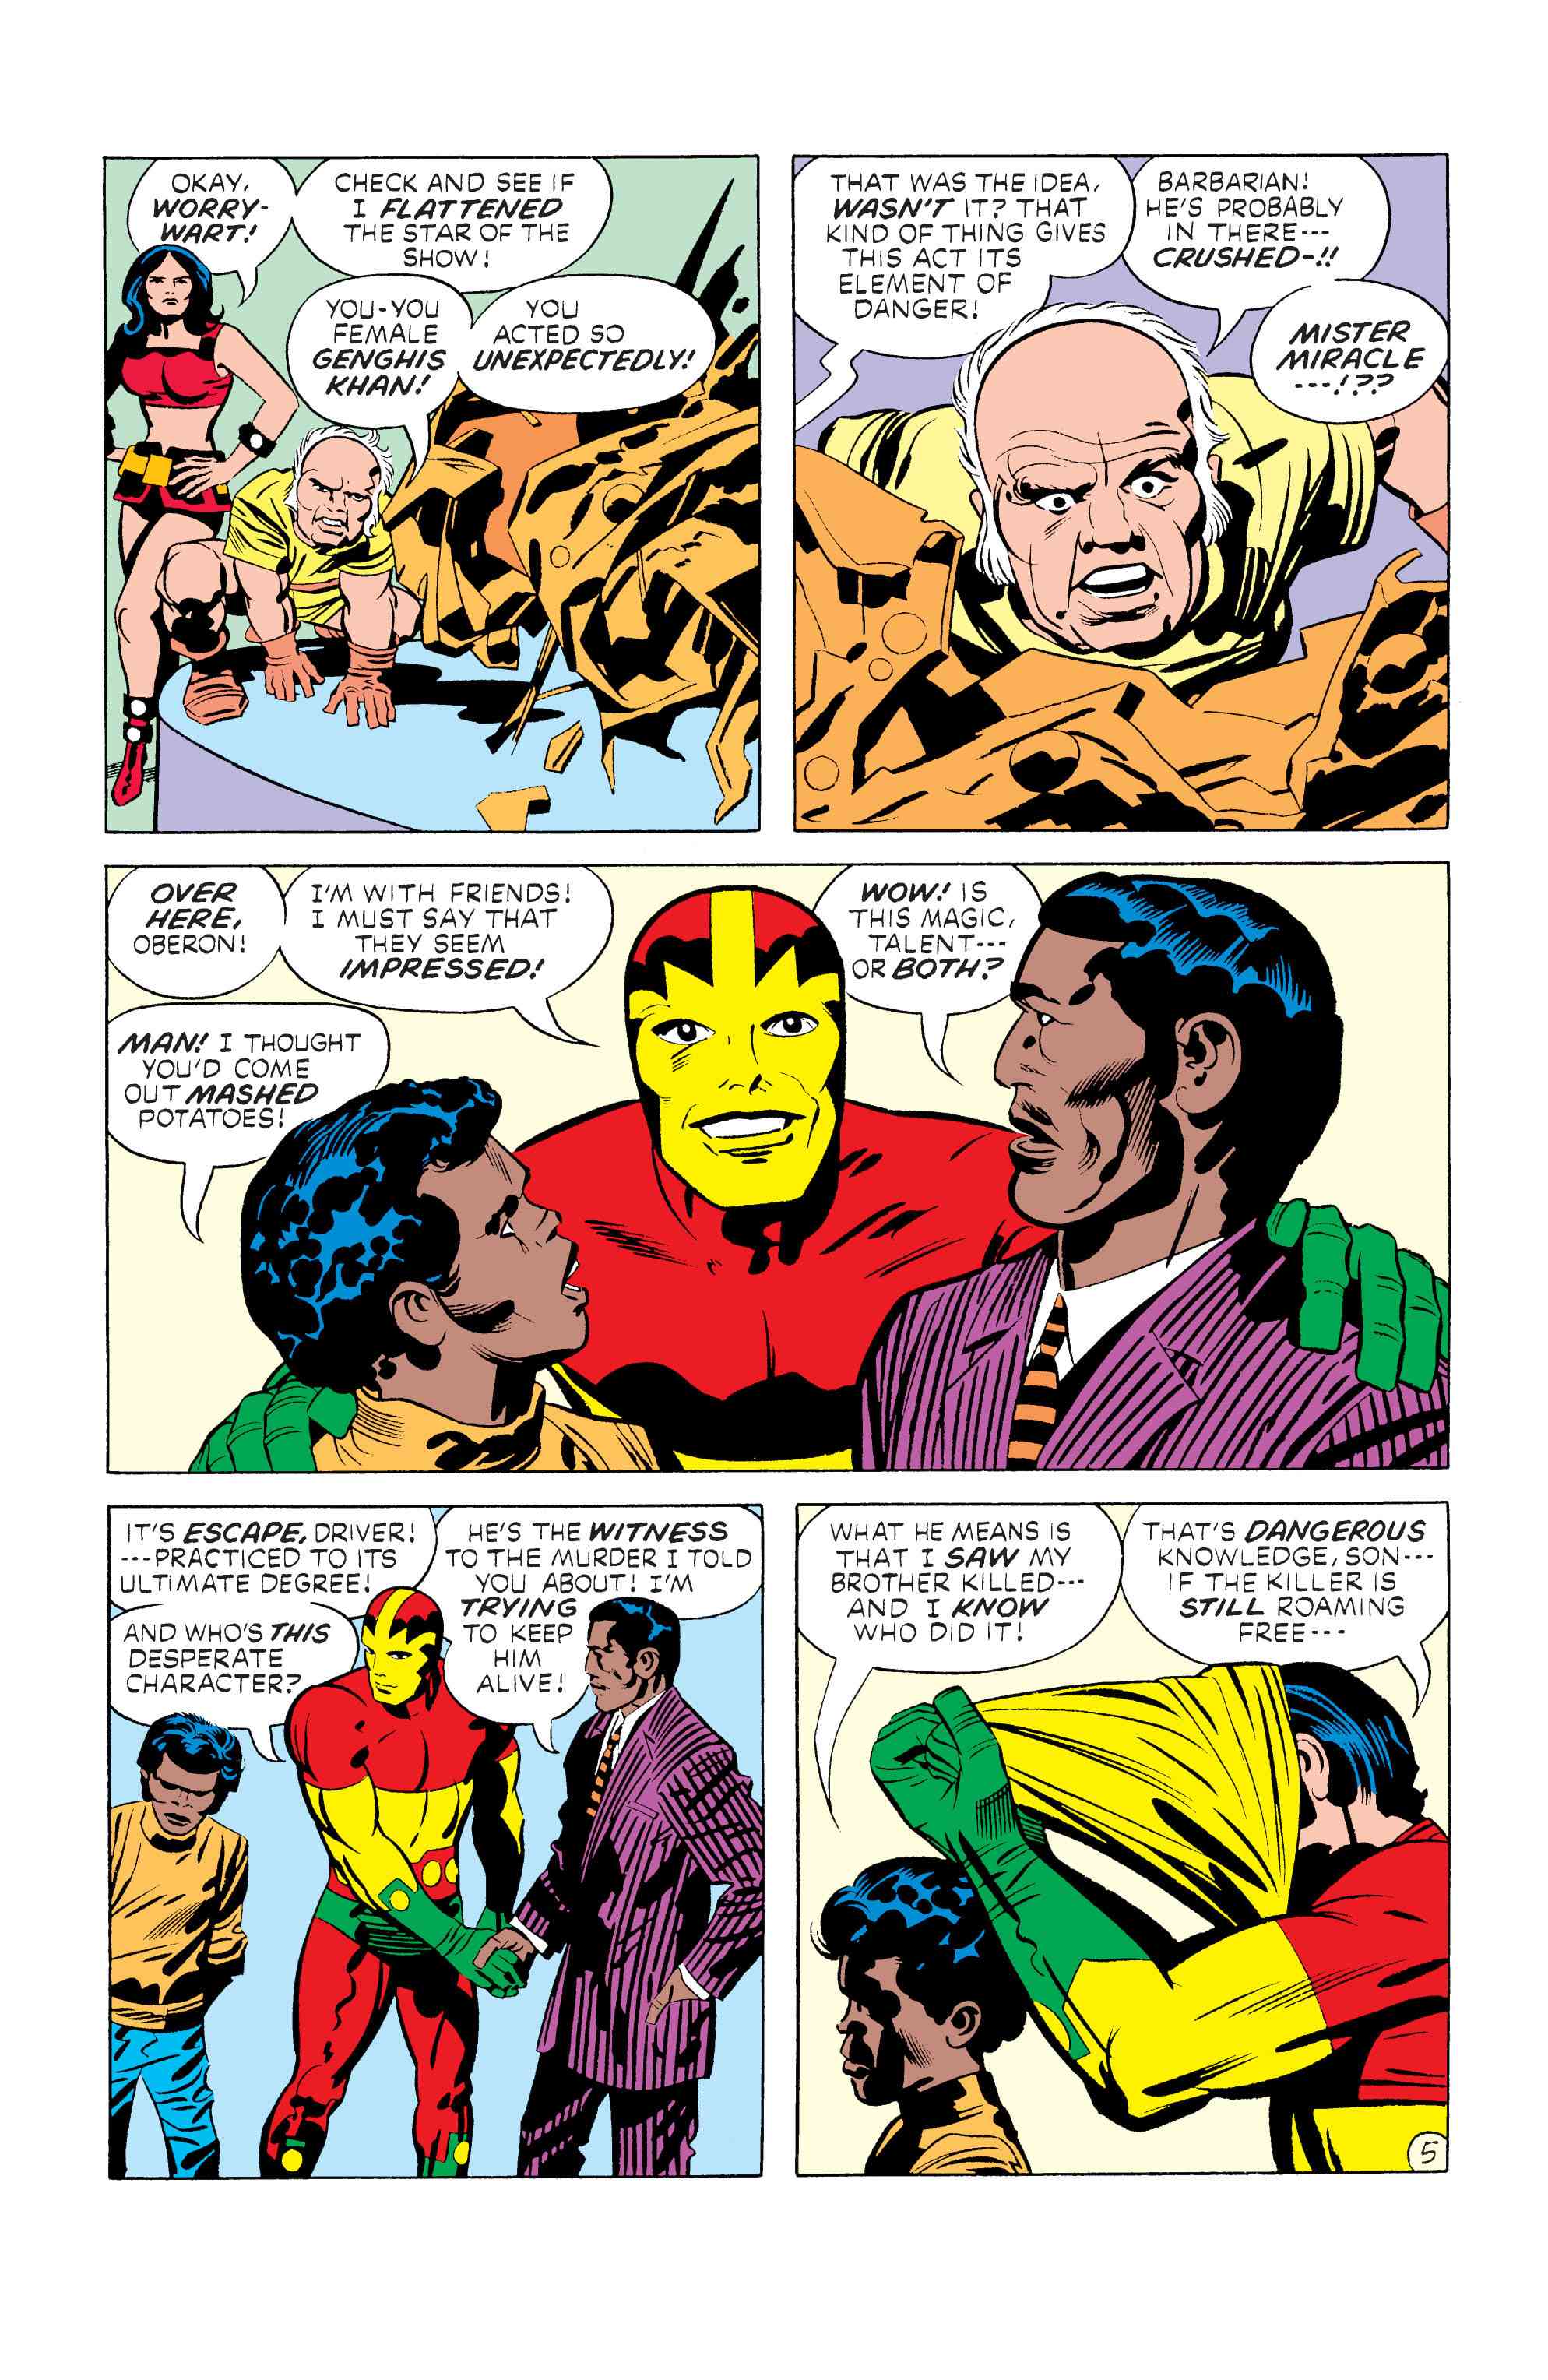 OKAY,
WORRY-
WART!
CHECK AND SEE IF
I FLATTENED
THE STAR OF THE
SHOW!
YOU-YOU
FEMALE
GENGHIS
KHAN!
YOU
ACTED SO
UNEXPECTEDLY!
THAT WAS THE IDEA,
WASN'T IT? THAT
KIND OF THING GIVES
THIS ACT ITS
ELEMENT OF
DANGER!
BARBARIAN!
HE'S PROBABLY
IN THERE---
CRUSHED-!!
MISTER
MIRACLE
---!??
OVER
HERE,
OBERON!
I'M WITH FRIENDS!
I MUST SAY THAT
THEY SEEM
IMPRESSED!
MAN! I THOUGHT
YOU'D COME
OUT MASHED
POTATOES!
WOW! IS
THIS MAGIC,
TALENT---
OR BOTH?
IT'S ESCAPE, DRIVER!
---PRACTICED TO ITS
ULTIMATE DEGREE!
AND WHO'S THIS
DESPERATE
CHARACTER?
HE'S THE WITNESS
TO THE MURDER I TOLD
YOU ABOUT! I'M
TRYING
TO KEEP
HIM
ALIVE!
WHAT HE MEANS IS
THAT I SAW MY
BROTHER KILLED---
AND I KNOW
WHO DID IT!
THAT'S DANGEROUS
KNOWLEDGE, SON---
IF THE KILLER IS
STILL ROAMING
FREE---
5